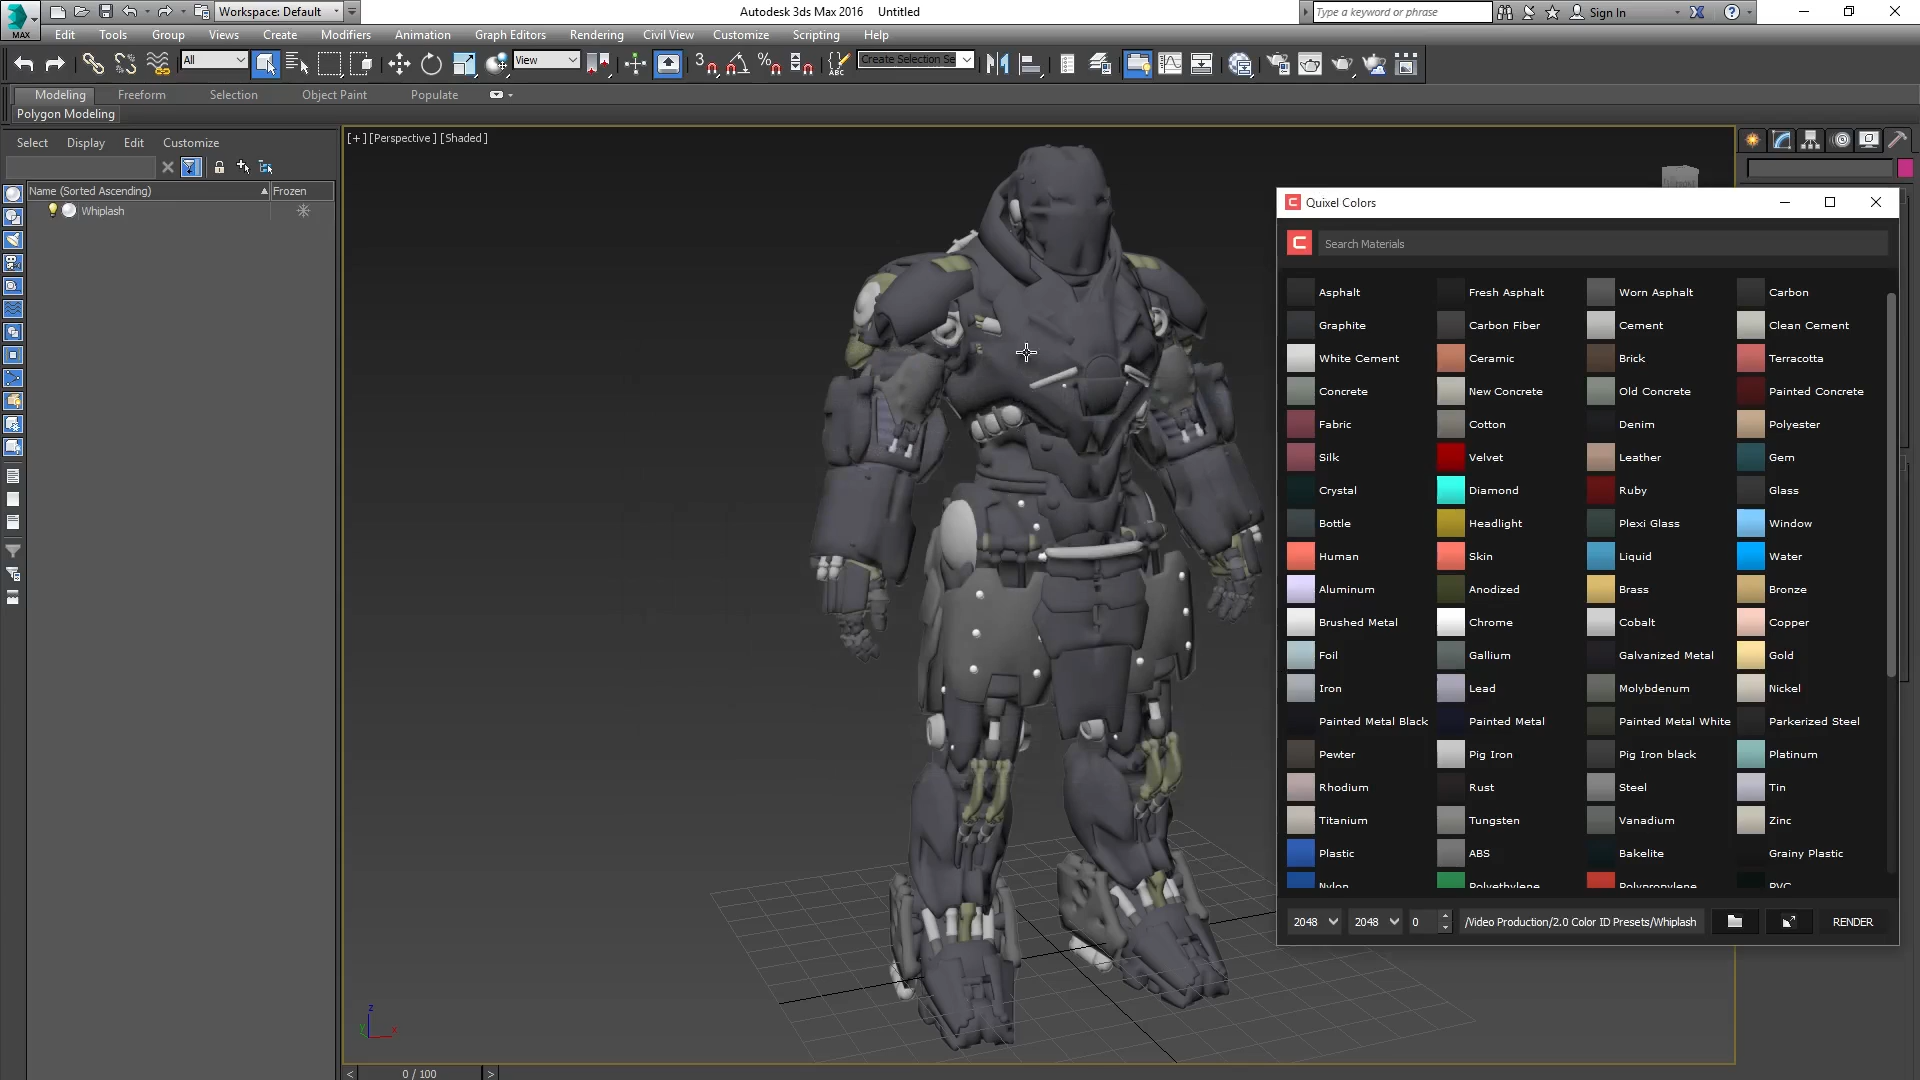 Workspace: Default
Autodesk 3ds Max 2016 Untitled
Type a keyword or phrase
Sign In
MAX
Edit Tools Group Views Create Modifiers Animation Graph Editors Rendering Civil View Customize Scripting Help
All
View
3
ABC
Create Selection Se
Modeling Freeform Selection Object Paint Populate
Polygon Modeling
Select Display Edit Customize
[+] [Perspective] [Shaded]
Name (Sorted Ascending) Frozen
Whiplash
Quixel Colors
Search Materials
Asphalt Fresh Asphalt Worn Asphalt Carbon
Graphite Carbon Fiber Cement Clean Cement
White Cement Ceramic Brick Terracotta
Concrete New Concrete Old Concrete Painted Concrete
Fabric Cotton Denim Polyester
Silk Velvet Leather Gem
Crystal Diamond Ruby Glass
Bottle Headlight Plexi Glass Window
Human Skin Liquid Water
Aluminum Anodized Brass Bronze
Brushed Metal Chrome Cobalt Copper
Foil Gallium Galvanized Metal Gold
Iron Lead Molybdenum Nickel
Painted Metal Black Painted Metal Painted Metal White Parkerized Steel
Pewter Pig Iron Pig Iron black Platinum
Rhodium Rust Steel Tin
Titanium Tungsten Vanadium Zinc
Plastic ABS Bakelite Grainy Plastic
Nylon Polyethylene Polypropylene PVC
2048 2048 0 /Video Production/2.0 Color ID Presets/Whiplash RENDER
z
y x
< 0 / 100 >